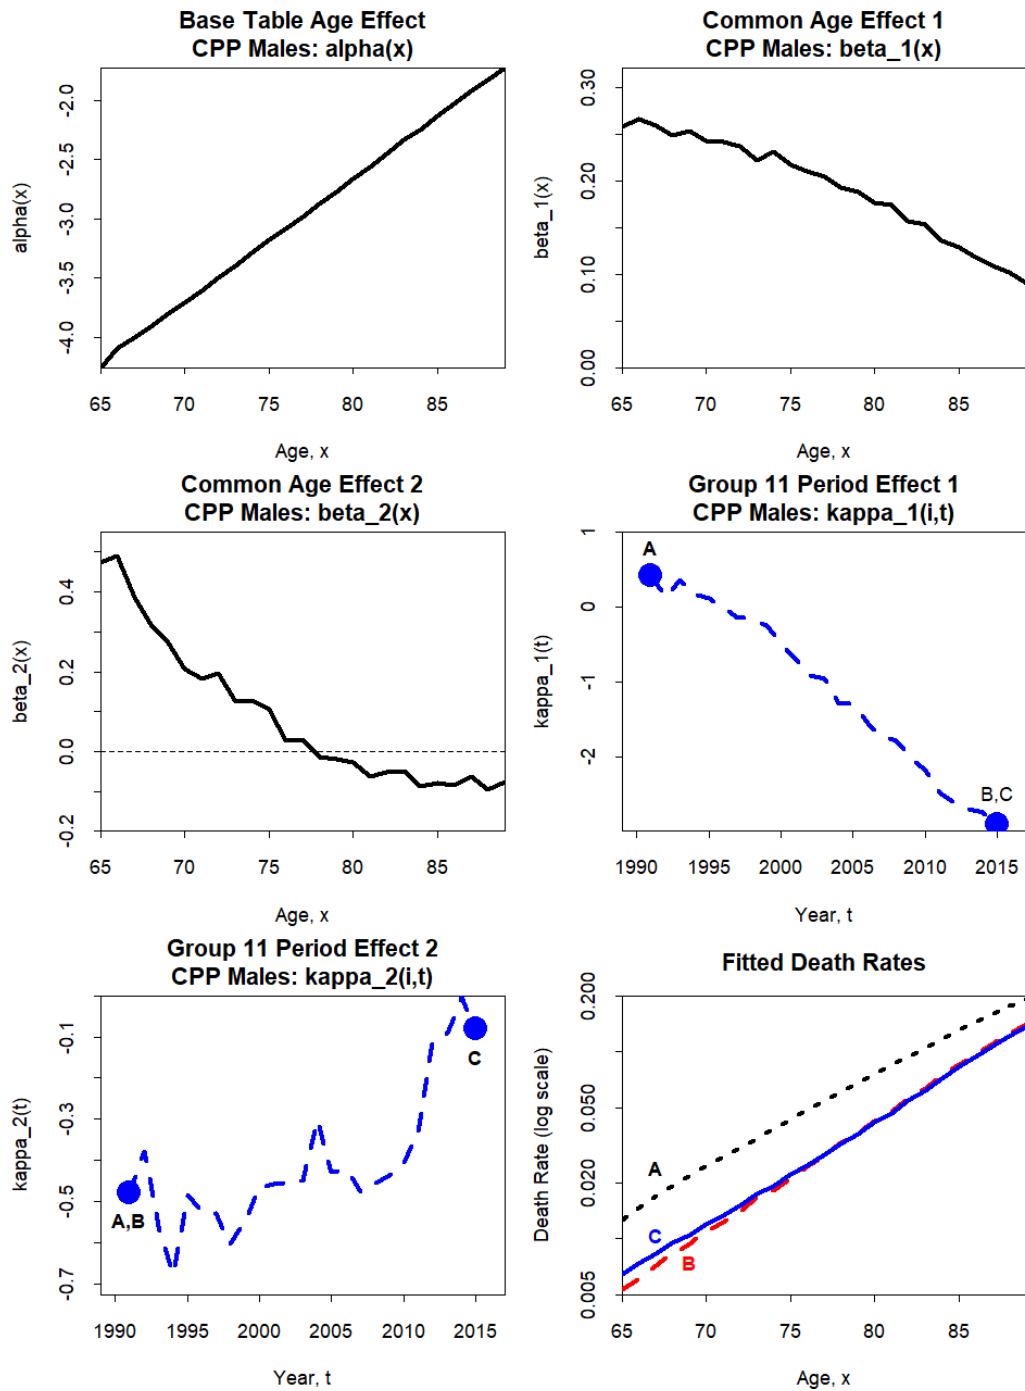 Base Table Age Effect
CPP Males: alpha(x)
alpha(x)
-2.0
-2.5
-3.0
-3.5
-4.0
65 70 75 80 85
Age, x
Common Age Effect 1
CPP Males: beta_1(x)
beta_1(x)
0.30
0.20
0.10
0.00
65 70 75 80 85
Age, x
Common Age Effect 2
CPP Males: beta_2(x)
beta_2(x)
0.4
0.2
0.0
-0.2
65 70 75 80 85
Age, x
Group 11 Period Effect 1
CPP Males: kappa_1(i,t)
kappa_1(t)
1
0
-1
-2
A
B,C
1990 1995 2000 2005 2010 2015
Year, t
Group 11 Period Effect 2
CPP Males: kappa_2(i,t)
kappa_2(t)
-0.1
-0.3
-0.5
-0.7
A,B
C
1990 1995 2000 2005 2010 2015
Year, t
Fitted Death Rates
Death Rate (log scale)
0.200
0.050
0.020
0.005
A
C
B
65 70 75 80 85
Age, x